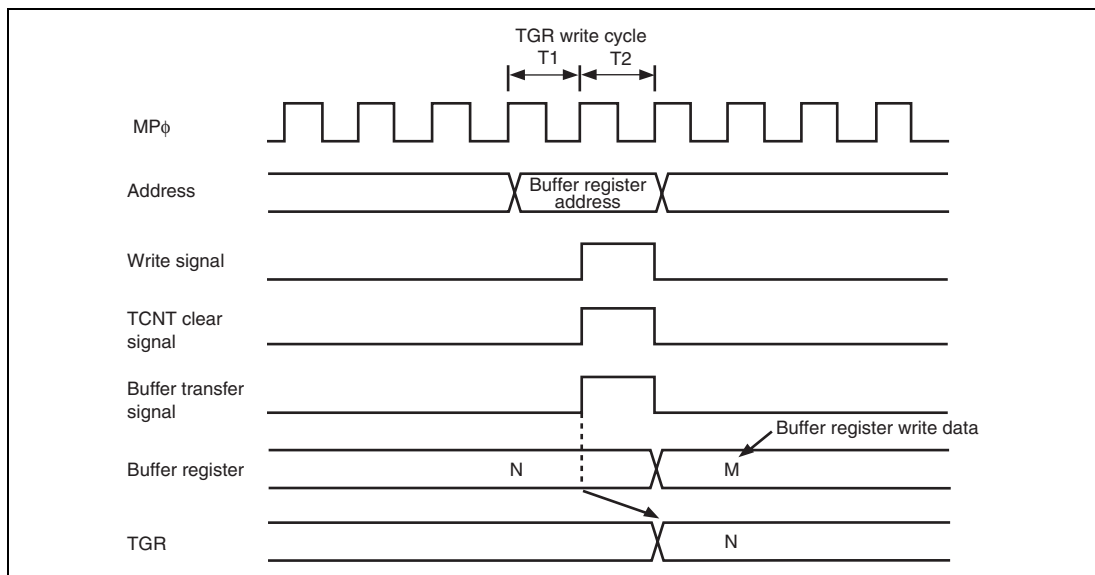 TGR write cycle
T1 T2
MPϕ
Address
Buffer register
address
Write signal
TCNT clear
signal
Buffer transfer
signal
Buffer register write data
Buffer register
N M
TGR
N